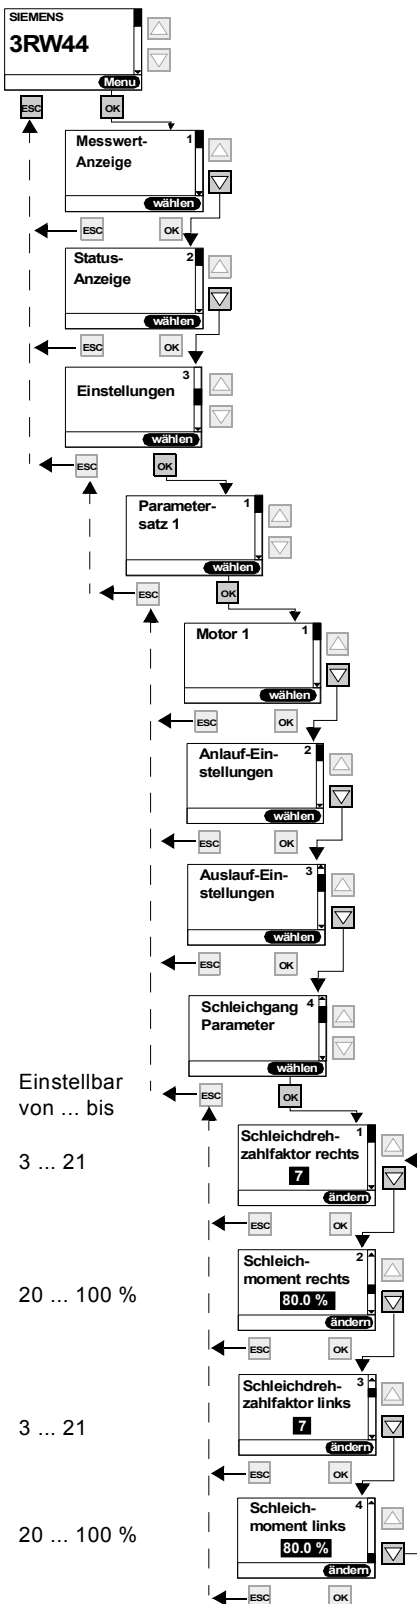 SIEMENS
3RW44
Menu
ESC
OK
Messwert-
Anzeige
1
wählen
ESC
OK
Status-
Anzeige
2
wählen
ESC
OK
Einstellungen
3
wählen
ESC
OK
Parameter-
satz 1
1
wählen
ESC
OK
Motor 1
1
wählen
ESC
OK
Anlauf-Ein-
stellungen
2
wählen
ESC
OK
Auslauf-Ein-
stellungen
3
wählen
ESC
OK
Schleichgang
Parameter
4
wählen
Einstellbar
von ... bis
ESC
OK
3 ... 21
Schleichdreh-
zahlfaktor rechts
1
7
ändern
ESC
OK
20 ... 100 %
Schleich-
moment rechts
2
80.0 %
ändern
ESC
OK
3 ... 21
Schleichdreh-
zahlfaktor links
3
7
ändern
ESC
OK
20 ... 100 %
Schleich-
moment links
4
80.0 %
ändern
ESC
OK